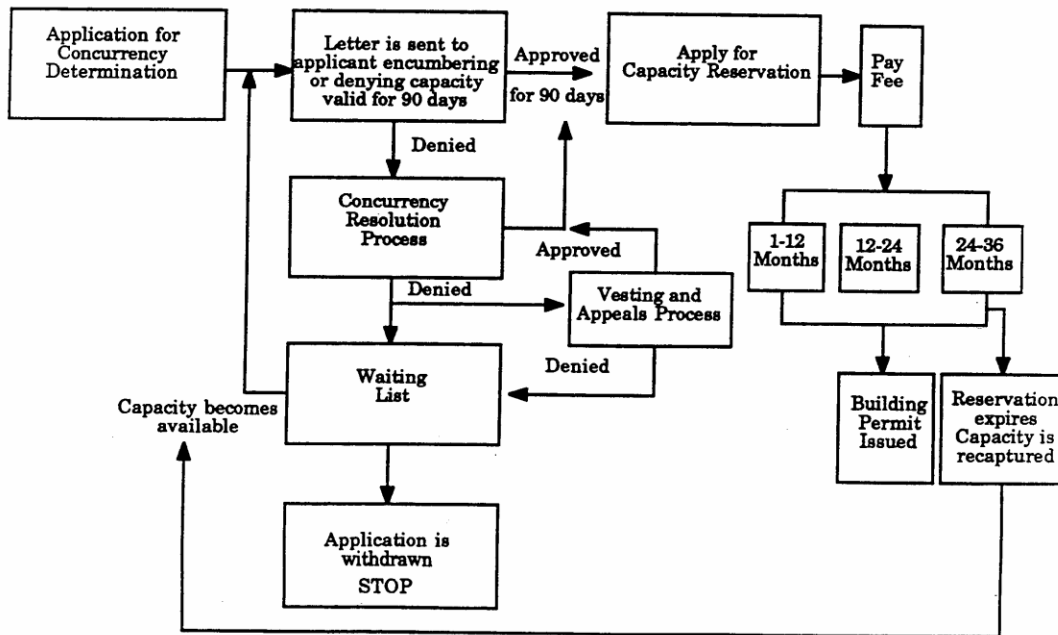 Application for
Concurrency
Determination
Letter is sent to
applicant encumbering
or denying capacity
valid for 90 days
Approved
for 90 days
Apply for
Capacity Reservation
Pay
Fee
Denied
Concurrency
Resolution
Process
Approved
1-12
Months
12-24
Months
24-36
Months
Denied
Vesting and
Appeals Process
Denied
Waiting
List
Capacity becomes
available
Building
Permit
Issued
Reservation
expires
Capacity is
recaptured
Application is
withdrawn
STOP